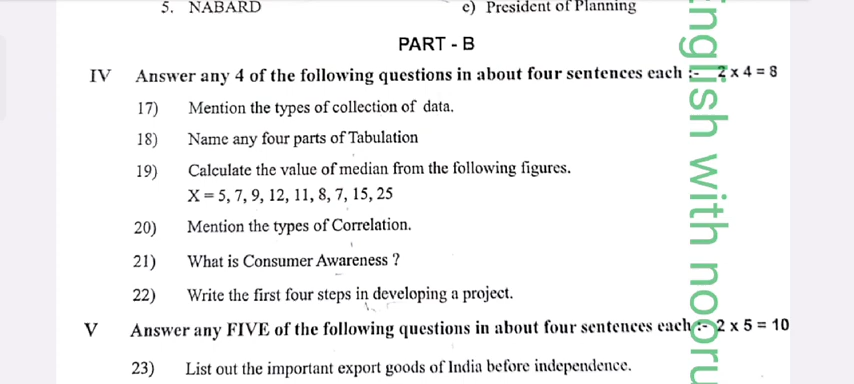 5. NABARD c) President of Planning
PART - B
IV Answer any 4 of the following questions in about four sentences each :- 2 x 4 = 8
17) Mention the types of collection of data.
18) Name any four parts of Tabulation
19) Calculate the value of median from the following figures.
X = 5, 7, 9, 12, 11, 8, 7, 15, 25
20) Mention the types of Correlation.
21) What is Consumer Awareness ?
22) Write the first four steps in developing a project.
V Answer any FIVE of the following questions in about four sentences each :- 2 x 5 = 10
23) List out the important export goods of India before independence.
English with nooru